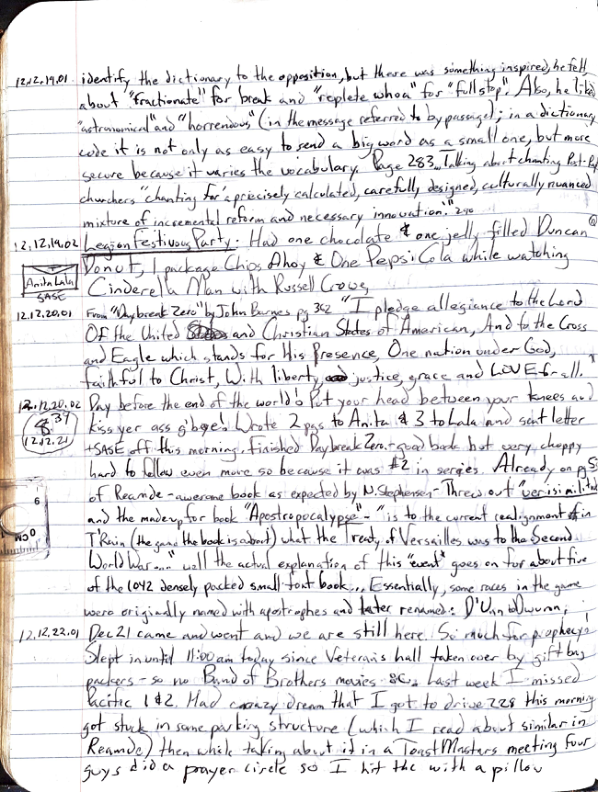 12.12.19.01 identify the dictionary to the opposition, but there was something inspired, he felt
about "fractionate" for break and "replete whoa" for "full stop". Also, he liked
"astronomical" and "horrendous" (in the message referred to by passage); in a dictionary
code it is not only as easy to send a big word as a small one, but more
secure because it varies the vocabulary. Page 283... talking about chanting
churchers "chanting for a precisely calculated, carefully designed, culturally nuanced
mixture of incremental reform and necessary innovation."
12.12.19.02 Legion Festivous Party: Had one chocolate & one jelly filled Duncan
Donut, 1 package Chips Ahoy & One Pepsi Cola while watching
Anita Lala
Cinderella Man with Russell Crowe,
SASE
12.12.20.01 From "Daybreak Zero" by John Barnes pg 362 "I pledge allegiance to the Lord
Of the United and Christian States of American, And to the Cross
and Eagle which stands for His Presence, One nation under God,
faithful to Christ, With liberty, justice, grace and LOVE for all."
12.12.20.02 Day before the end of the world. Put your head between your knees and
8:37
kiss yer ass g'bye. Wrote 2 pgs to Anita & 3 to Lala and sent letter
12.12.21
+SASE off this morning. Finished Daybreak Zero - good book but very choppy
hard to follow even more so because it was #2 in series. Already on pg
of Reamde - awesome book as expected by N. Stephenson - Threw out
and the madeup for book "Apostropocalypse" - "is to the current realignment in
T'Rain (the game the book is about) what the Treaty of Versailles was to the Second
World War..." well the actual explanation of this "event" goes on for about five
of the 1042 densely packed small font book... Essentially, some races in the game
were originally named with apostrophes and later renamed: D'Uinn to Dwinn;
12.12.22.01 Dec 21 came and went and we are still here. So much for prophecy!
Slept in until 11:00 am today since Veterans hall taken over by gift bag
packers - so no Band of Brothers movies :C. Last week I missed
Pacific 1 & 2. Had crazy dream that I got to drive 228 this morning
got stuck in some parking structure (which I read about similar in
Reamde) then while talking about it in a ToastMasters meeting four
guys did a prayer circle so I hit the with a pillow